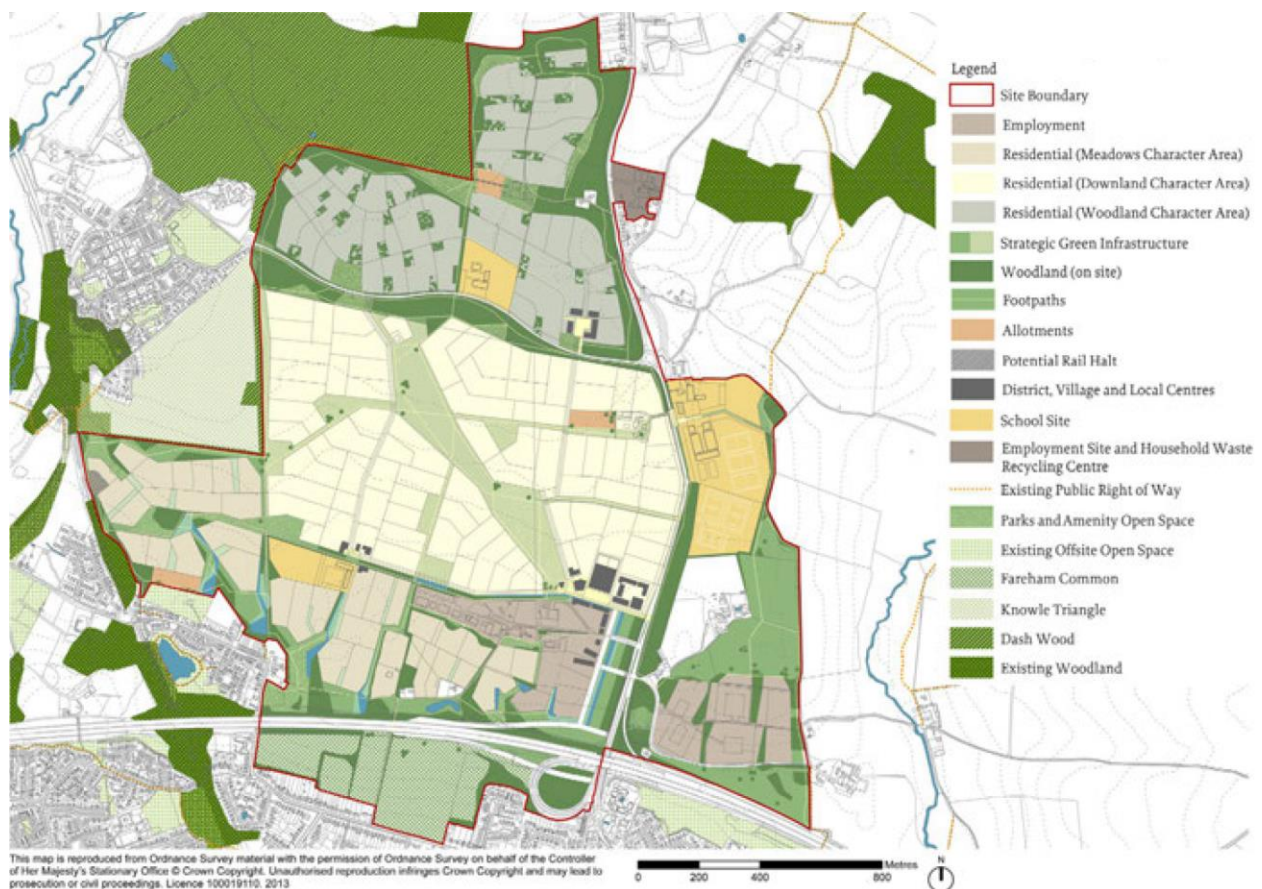 Legend
Site Boundary
Employment
Residential (Meadows Character Area)
Residential (Downland Character Area)
Residential (Woodland Character Area)
Strategic Green Infrastructure
Woodland (on site)
Footpaths
Allotments
Potential Rail Halt
District, Village and Local Centres
School Site
Employment Site and Household Waste
Recycling Centre
Existing Public Right of Way
Parks and Amenity Open Space
Existing Offsite Open Space
Fareham Common
Knowle Triangle
Dash Wood
Existing Woodland
This map is reproduced from Ordnance Survey material with the permission of Ordnance Survey on behalf of the Controller
of Her Majesty's Stationary Office © Crown Copyright. Unauthorised reproduction infringes Crown Copyright and may lead to
prosecution or civil proceedings. Licence 100019110. 2013
Metres
0 200 400 800
N